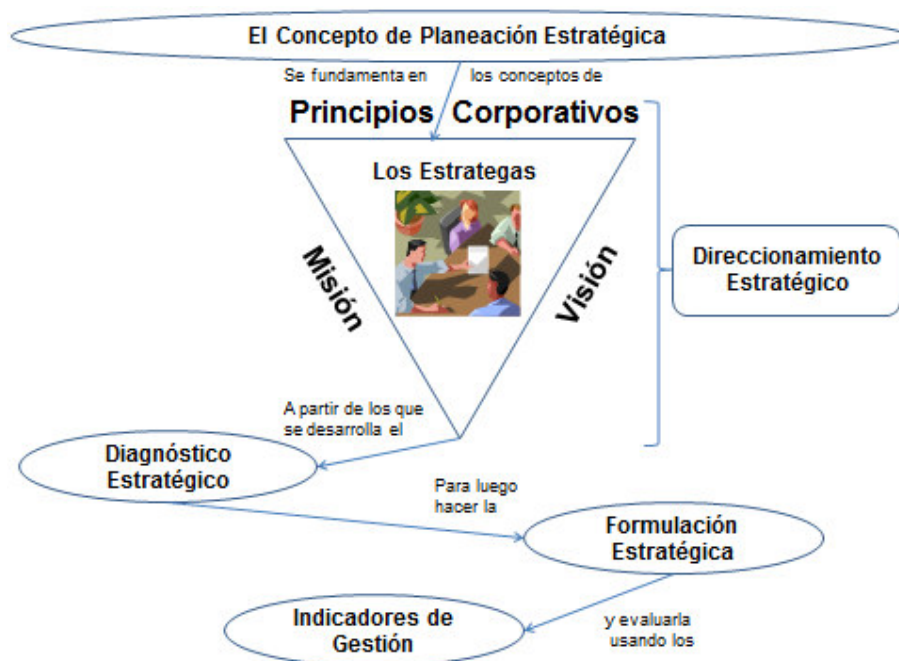 El Concepto de Planeación Estratégica
Se fundamenta en los conceptos de
Principios Corporativos
Los Estrategas
Misión
Visión
Direccionamiento
Estratégico
A partir de los que
se desarrolla el
Diagnóstico
Estratégico
Para luego
hacer la
Formulación
Estratégica
y evaluarla
usando los
Indicadores de
Gestión